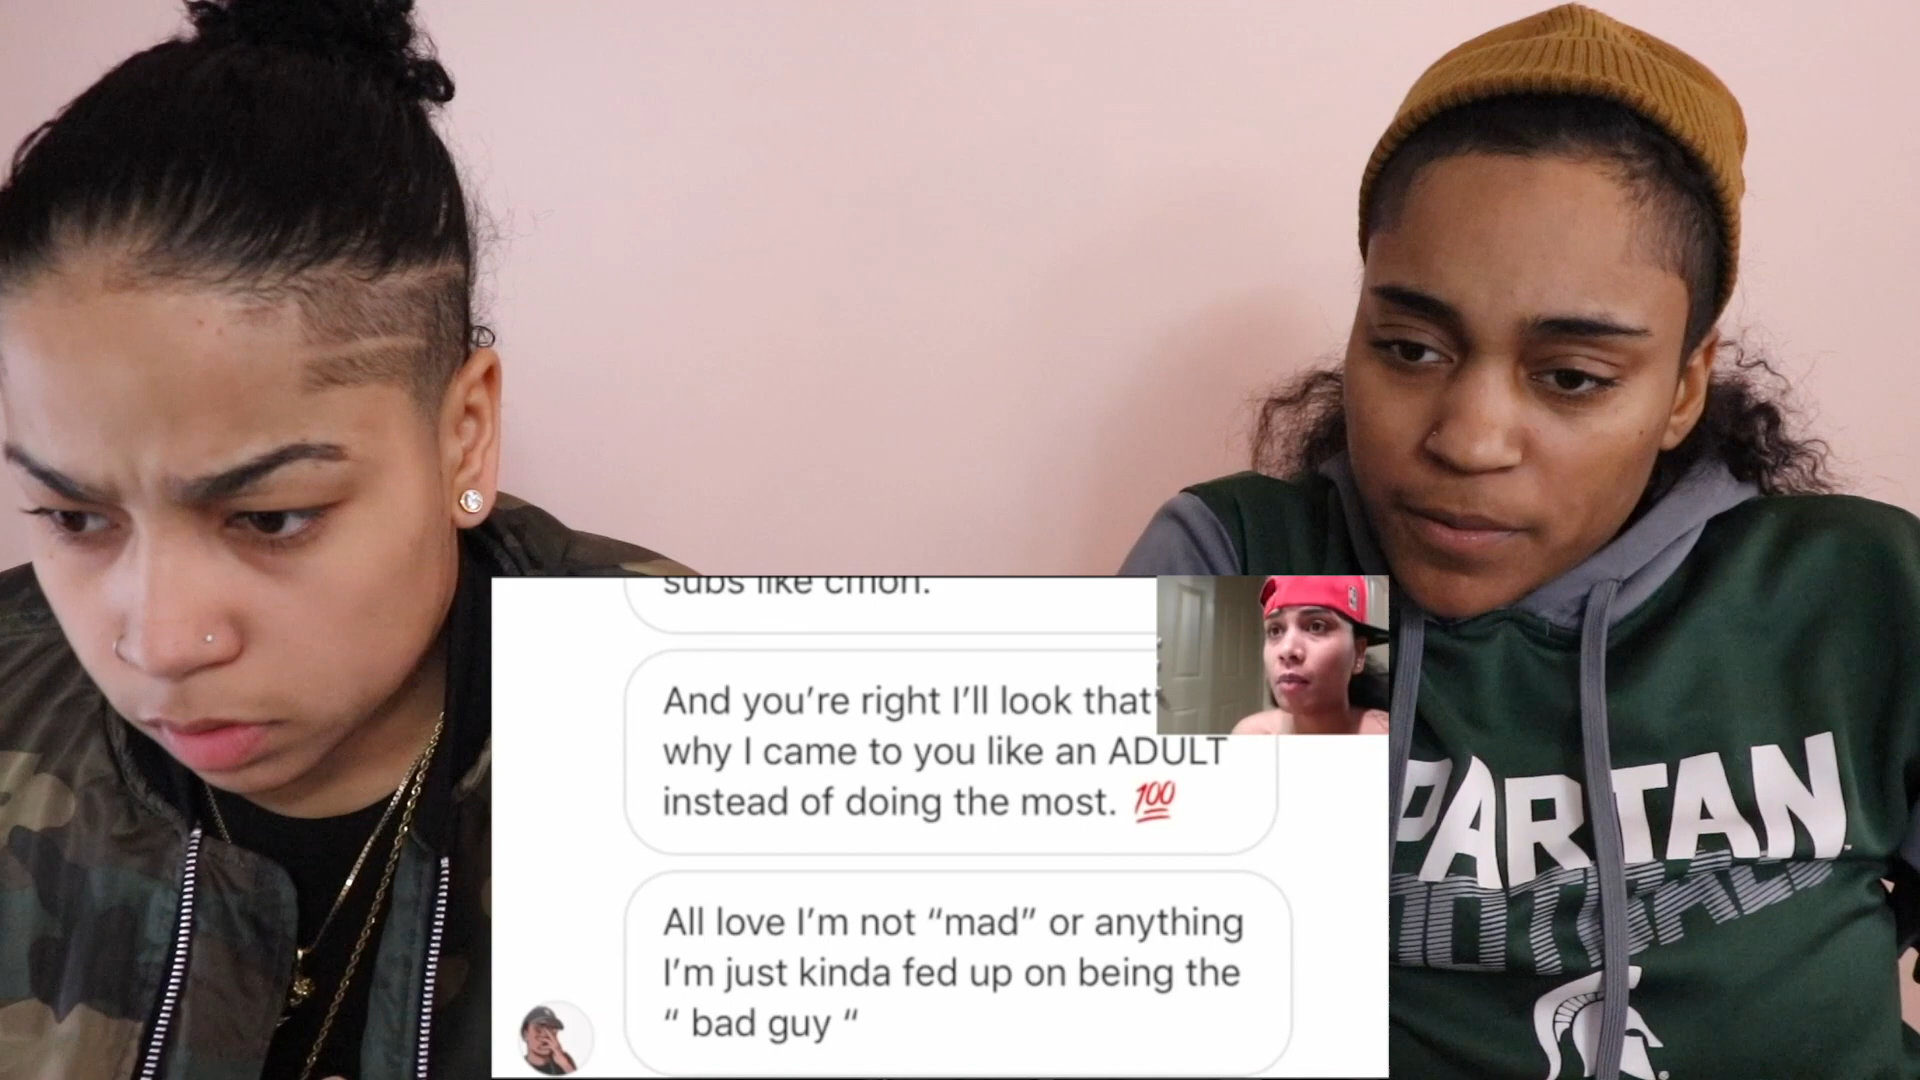 subs like cmon.
And you're right I'll look that
why I came to you like an ADULT
instead of doing the most. 💯
All love I'm not “mad” or anything
I'm just kinda fed up on being the
“ bad guy “
SPARTAN